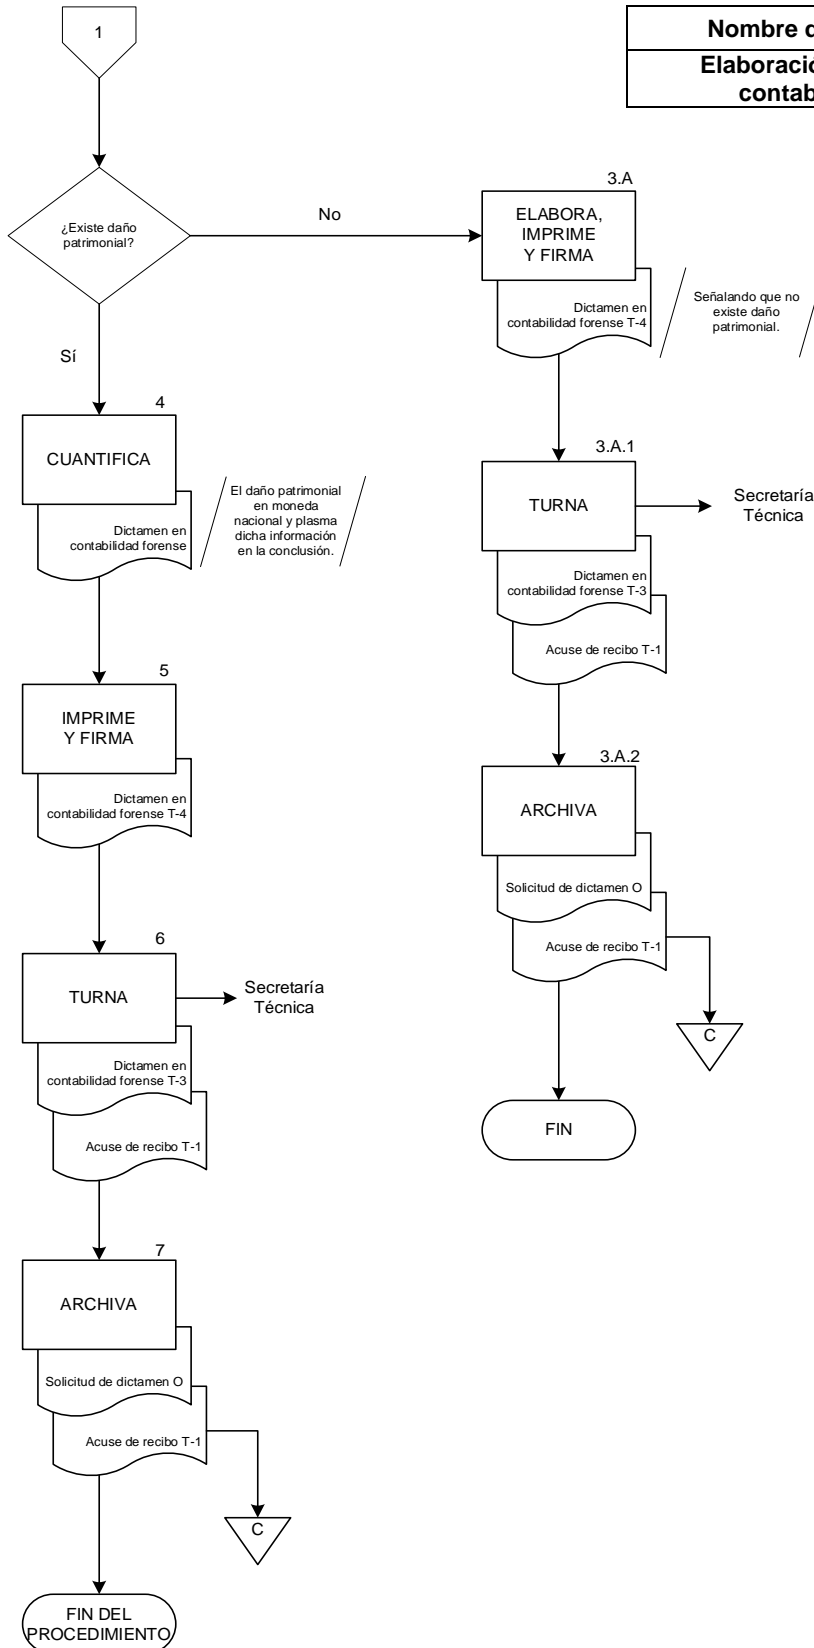 1
Nombre d
Elaboració
contab
¿Existe daño
patrimonial?
No
3.A
ELABORA,
IMPRIME
Y FIRMA
Dictamen en
contabilidad forense T-4
Señalando que no
existe daño
patrimonial.
Sí
4
CUANTIFICA
Dictamen en
contabilidad forense
El daño patrimonial
en moneda
nacional y plasma
dicha información
en la conclusión.
3.A.1
TURNA
Secretaría
Técnica
Dictamen en
contabilidad forense T-3
Acuse de recibo T-1
5
IMPRIME
Y FIRMA
Dictamen en
contabilidad forense T-4
3.A.2
ARCHIVA
Solicitud de dictamen O
Acuse de recibo T-1
C
FIN
6
TURNA
Secretaría
Técnica
Dictamen en
contabilidad forense T-3
Acuse de recibo T-1
7
ARCHIVA
Solicitud de dictamen O
Acuse de recibo T-1
C
FIN DEL
PROCEDIMIENTO